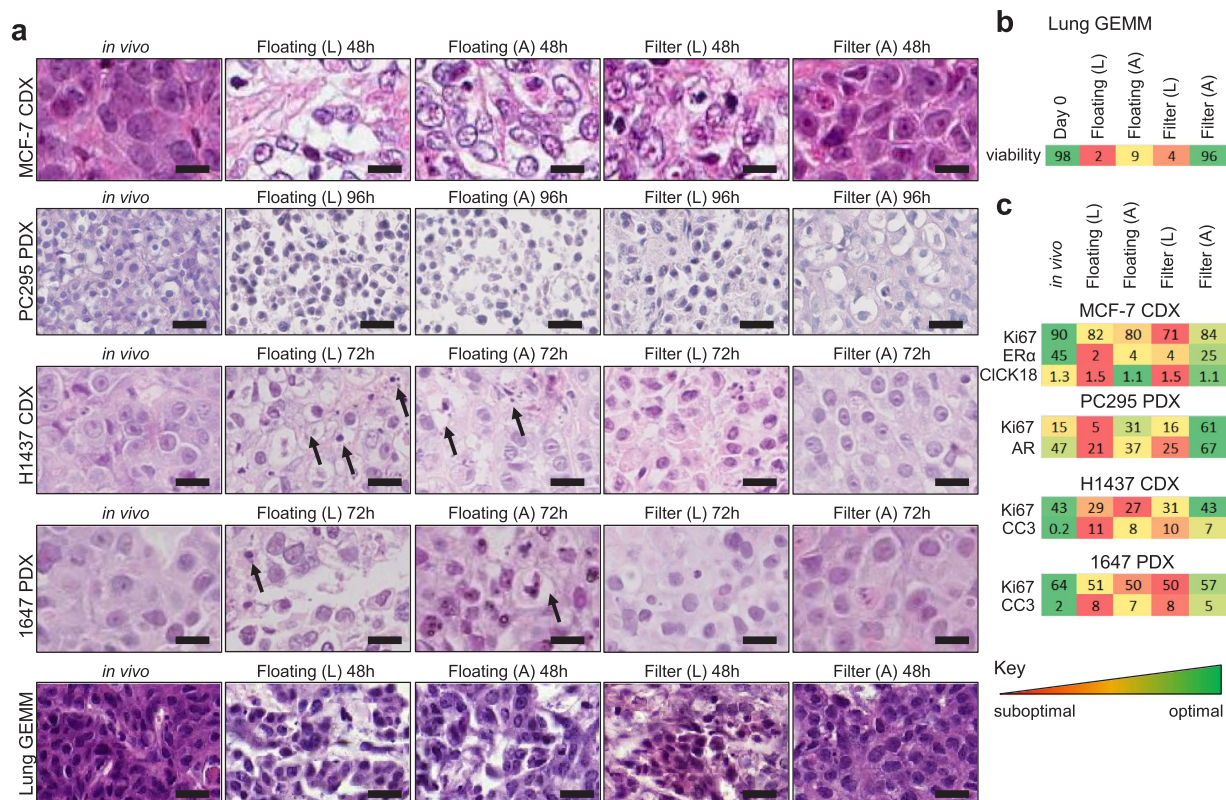 a
in vivo Floating (L) 48h Floating (A) 48h Filter (L) 48h Filter (A) 48h
MCF-7 CDX
in vivo Floating (L) 96h Floating (A) 96h Filter (L) 96h Filter (A) 96h
PC295 PDX
in vivo Floating (L) 72h Floating (A) 72h Filter (L) 72h Filter (A) 72h
H1437 CDX
in vivo Floating (L) 72h Floating (A) 72h Filter (L) 72h Filter (A) 72h
1647 PDX
in vivo Floating (L) 48h Floating (A) 48h Filter (L) 48h Filter (A) 48h
Lung GEMM
b Lung GEMM
Day 0 Floating (L) Floating (A) Filter (L) Filter (A)
viability 98 2 9 4 96
c
in vivo Floating (L) Floating (A) Filter (L) Filter (A)
MCF-7 CDX
Ki67 90 82 80 71 84
ERα 45 2 4 4 25
ClCK18 1.3 1.5 1.1 1.5 1.1
PC295 PDX
Ki67 15 5 31 16 61
AR 47 21 37 25 67
H1437 CDX
Ki67 43 29 27 31 43
CC3 0.2 11 8 10 7
1647 PDX
Ki67 64 51 50 50 57
CC3 2 8 7 8 5
Key
suboptimal optimal